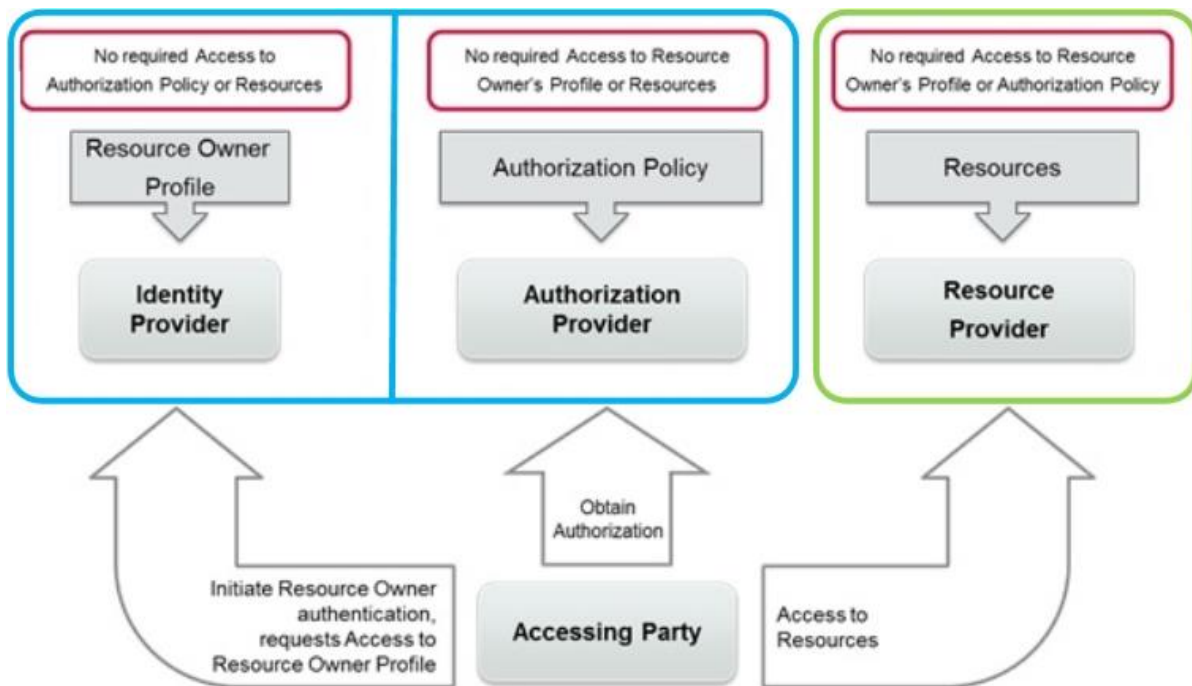 No required Access to
Authorization Policy or Resources
Resource Owner
Profile
Identity
Provider
No required Access to Resource
Owner's Profile or Resources
Authorization Policy
Authorization
Provider
No required Access to Resource
Owner's Profile or Authorization Policy
Resources
Resource
Provider
Initiate Resource Owner
authentication,
requests Access to
Resource Owner Profile
Obtain
Authorization
Accessing Party
Access to
Resources